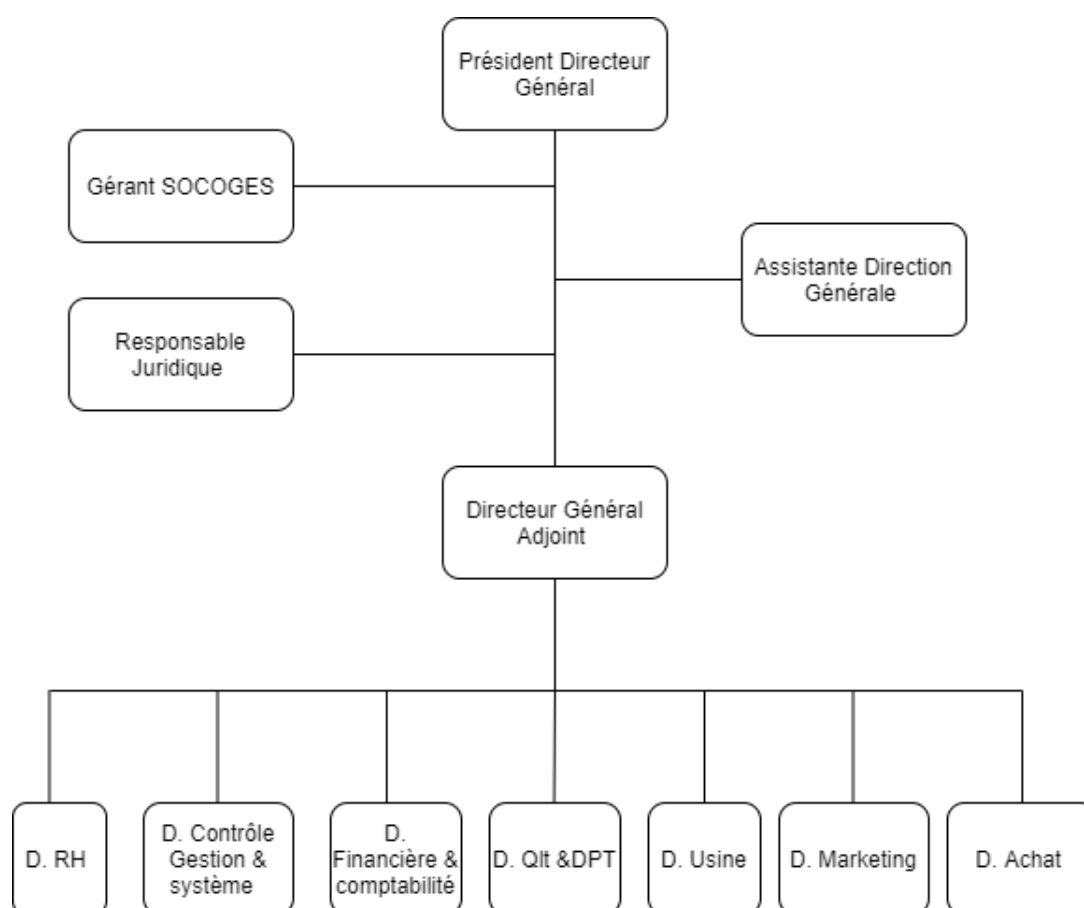 Président Directeur
Général
Gérant SOCOGES
Assistante Direction
Générale
Responsable
Juridique
Directeur Général
Adjoint
D. RH
D. Contrôle
Gestion &
système
D.
Financière &
comptabilité
D. Qlt &DPT
D. Usine
D. Marketing
D. Achat